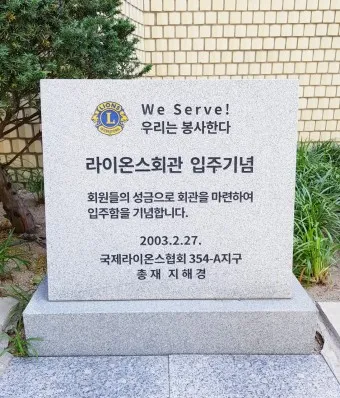 LIONS
L
INTERNATIONAL
We Serve!
우리는 봉사한다
라이온스회관 입주기념
회원들의 성금으로 회관을 마련하여
입주함을 기념합니다.
2003.2.27.
국제라이온스협회 354-A지구
총재 지해경